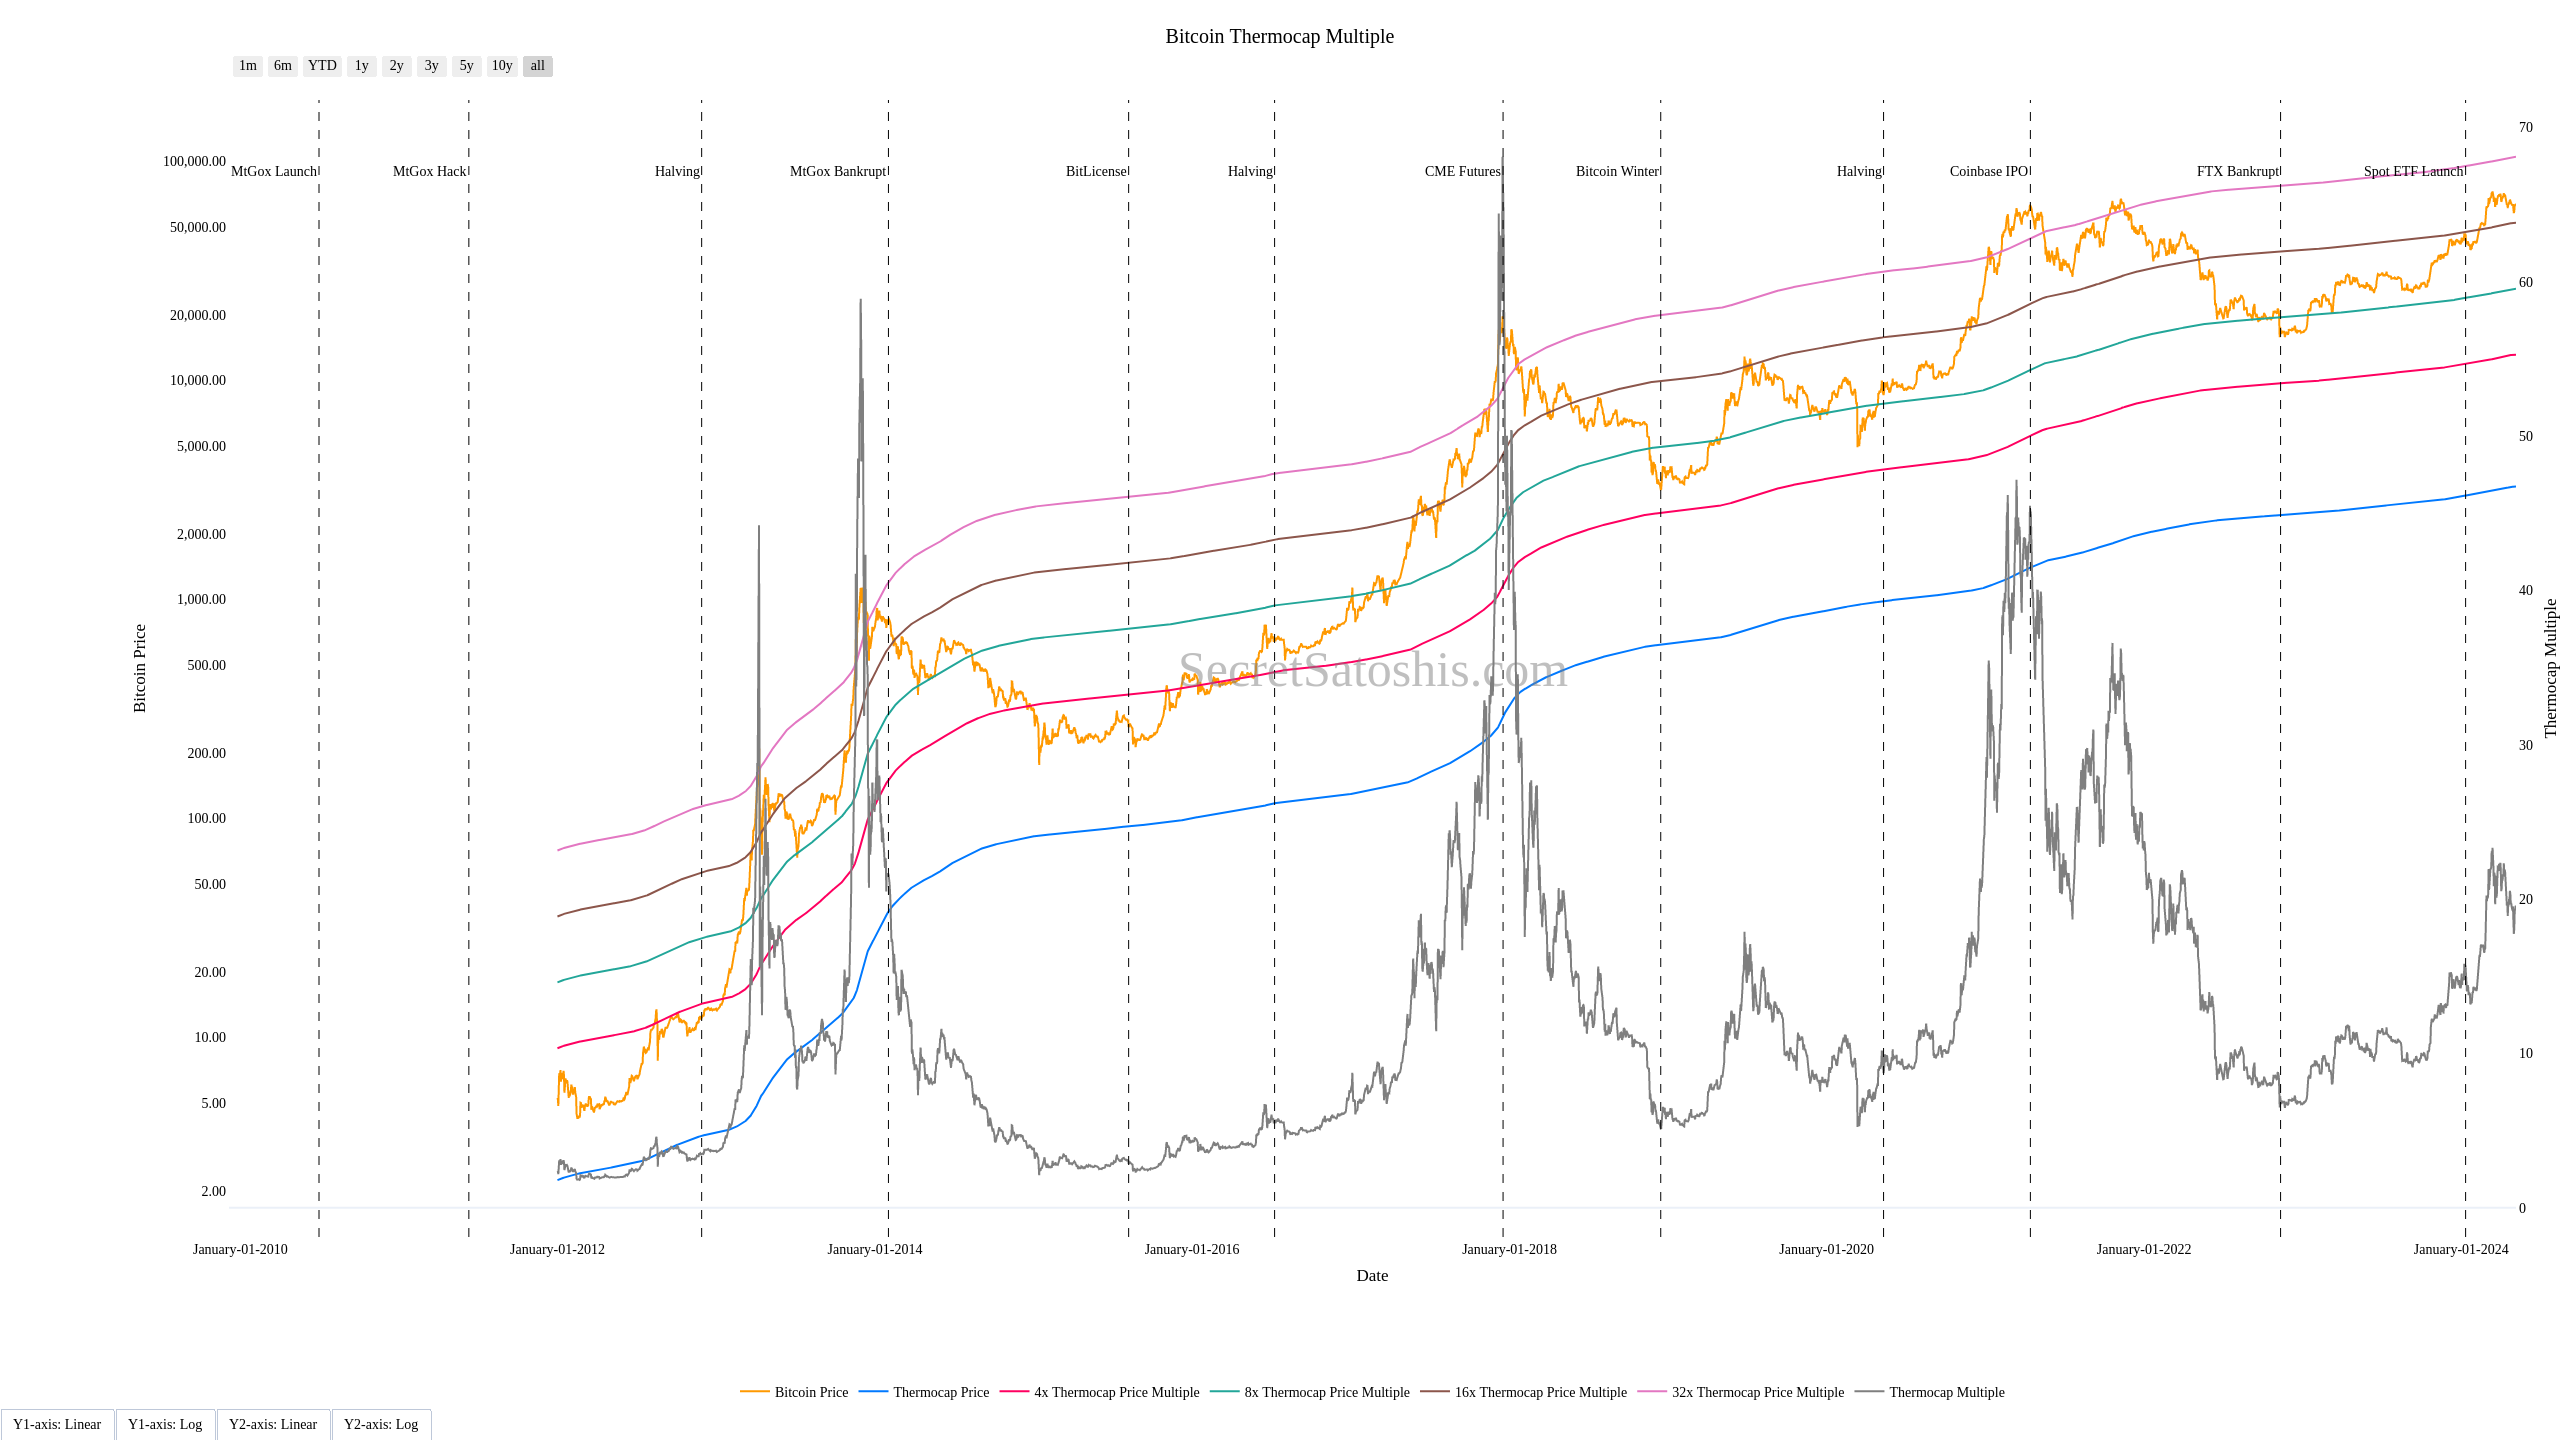 Bitcoin Thermocap Multiple
1m 6m YTD 1y 2y 3y 5y 10y all
70
100,000.00
MtGox Launch MtGox Hack Halving MtGox Bankrupt BitLicense Halving CME Futures Bitcoin Winter Halving Coinbase IPO FTX Bankrupt Spot ETF Launch
50,000.00
60
20,000.00
10,000.00
50
5,000.00
2,000.00
40
1,000.00
500.00
SecretSatoshis.com
Bitcoin Price
Thermocap Multiple
30
200.00
100.00
50.00
20
20.00
10.00
10
5.00
2.00
0
January-01-2010 January-01-2012 January-01-2014 January-01-2016 January-01-2018 January-01-2020 January-01-2022 January-01-2024
Date
Bitcoin Price Thermocap Price 4x Thermocap Price Multiple 8x Thermocap Price Multiple 16x Thermocap Price Multiple 32x Thermocap Price Multiple Thermocap Multiple
Y1-axis: Linear Y1-axis: Log Y2-axis: Linear Y2-axis: Log